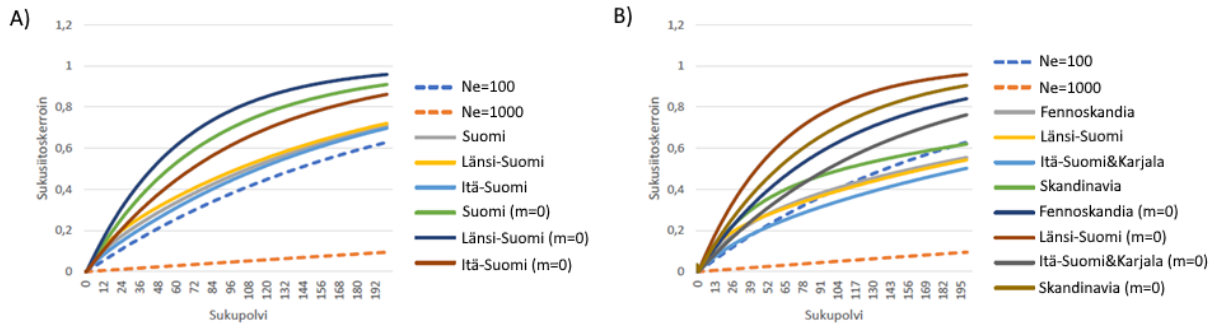 A)
1,2
1
0,8
0,6
0,4
0,2
0
Sukusiitoskerroin
0 12 24 36 48 60 72 84 96 108 120 132 144 156 168 180 192
Sukupolvi
Ne=100
Ne=1000
Suomi
Länsi-Suomi
Itä-Suomi
Suomi (m=0)
Länsi-Suomi (m=0)
Itä-Suomi (m=0)
B)
1,2
1
0,8
0,6
0,4
0,2
0
Sukusiitoskerroin
0 13 26 39 52 65 78 91 104 117 130 143 156 169 182 195
Sukupolvi
Ne=100
Ne=1000
Fennoskandia
Länsi-Suomi
Itä-Suomi&Karjala
Skandinavia
Fennoskandia (m=0)
Länsi-Suomi (m=0)
Itä-Suomi&Karjala (m=0)
Skandinavia (m=0)